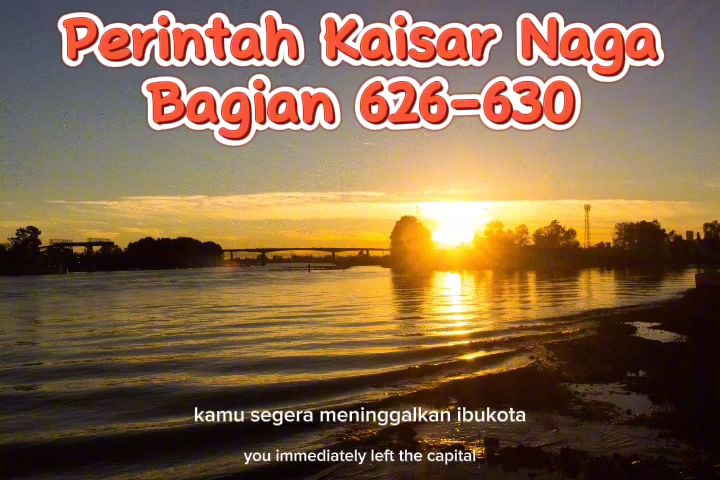 Perintah Kaisar Naga
Bagian 626-630
kamu segera meninggalkan ibukota
you immediately left the capital